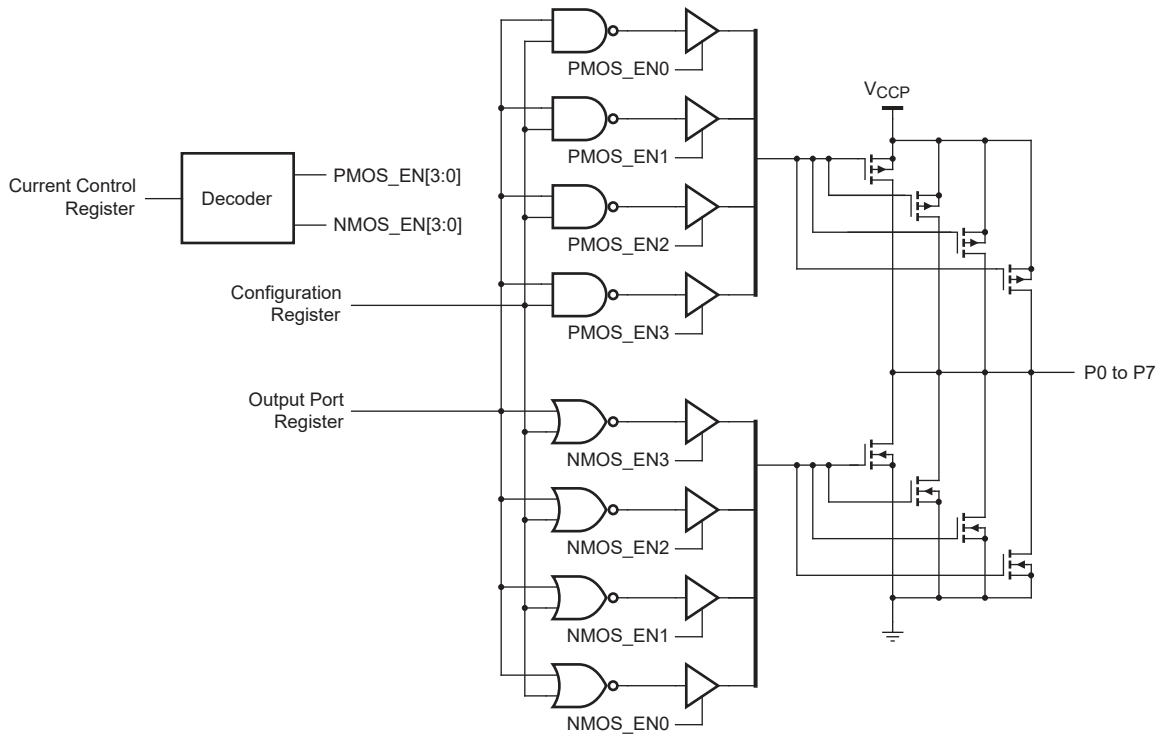 PMOS_EN0
VCCP
PMOS_EN1
Current Control
Register
Decoder
PMOS_EN[3:0]
NMOS_EN[3:0]
PMOS_EN2
Configuration
Register
PMOS_EN3
P0 to P7
Output Port
Register
NMOS_EN3
NMOS_EN2
NMOS_EN1
NMOS_EN0